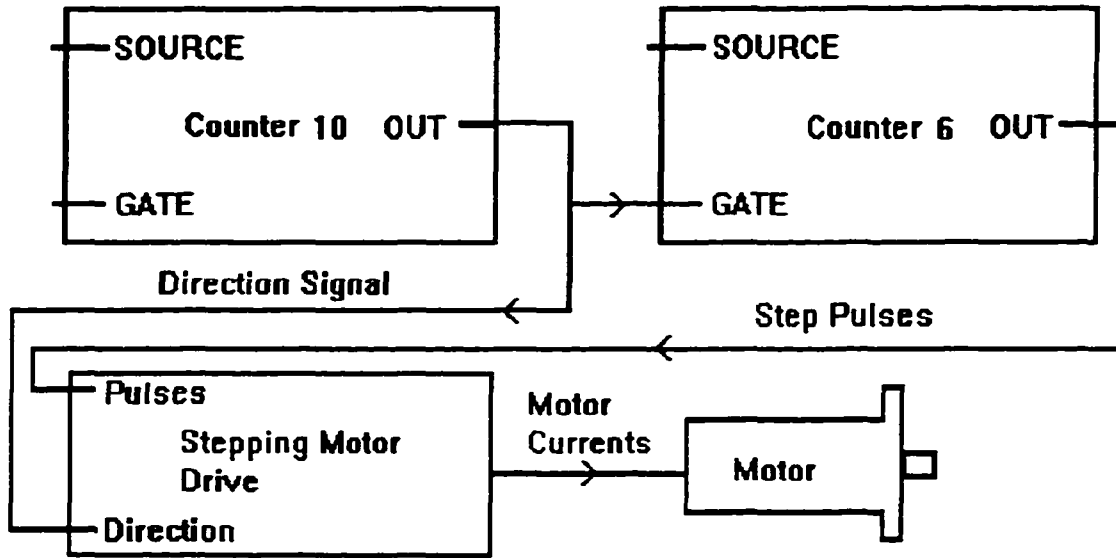 SOURCE
Counter 10 OUT
GATE
SOURCE
Counter 6 OUT
GATE
Direction Signal
Step Pulses
Pulses
Stepping Motor
Drive
Direction
Motor
Currents
Motor